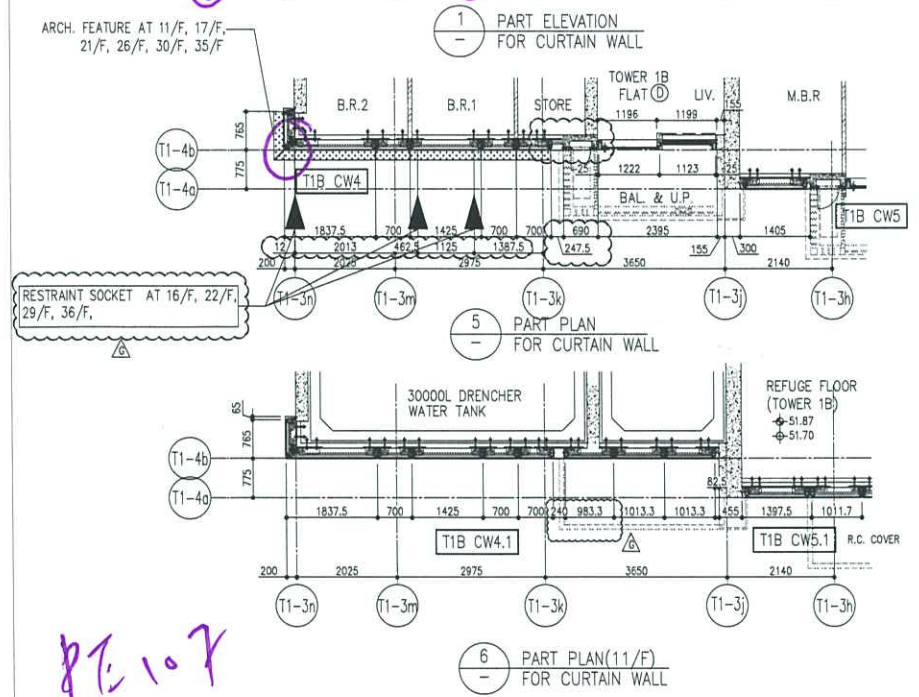 1
PART ELEVATION
FOR CURTAIN WALL
ARCH. FEATURE AT 11/F, 17/F,
21/F, 26/F, 30/F, 35/F
TOWER 1B
FLAT D
B.R.2
B.R.1
STORE
LIV.
M.B.R
55
1196
1199
765
775
T1-4b
T1-4a
T1B CW4
25
1222
1123
25
BAL. & U.P.
T1B CW5
1837.5
700
1425
700
700
690
2395
1405
12
2013
462.5
1125
1387.5
247.5
155
300
200
2025
2975
3650
2140
RESTRAINT SOCKET AT 16/F, 22/F,
29/F, 36/F,
G
T1-3n
T1-3m
T1-3k
T1-3j
T1-3h
5
PART PLAN
FOR CURTAIN WALL
30000L DRENCHER
WATER TANK
REFUGE FLOOR
(TOWER 1B)
51.87
51.70
65
765
775
T1-4b
T1-4a
82.5
1837.5
700
1425
700
700
240
983.3
1013.3
1013.3
455
1397.5
1011.7
T1B CW4.1
G
T1B CW5.1
R.C. COVER
200
2025
2975
3650
2140
T1-3n
T1-3m
T1-3k
T1-3j
T1-3h
6
PART PLAN(11/F)
FOR CURTAIN WALL